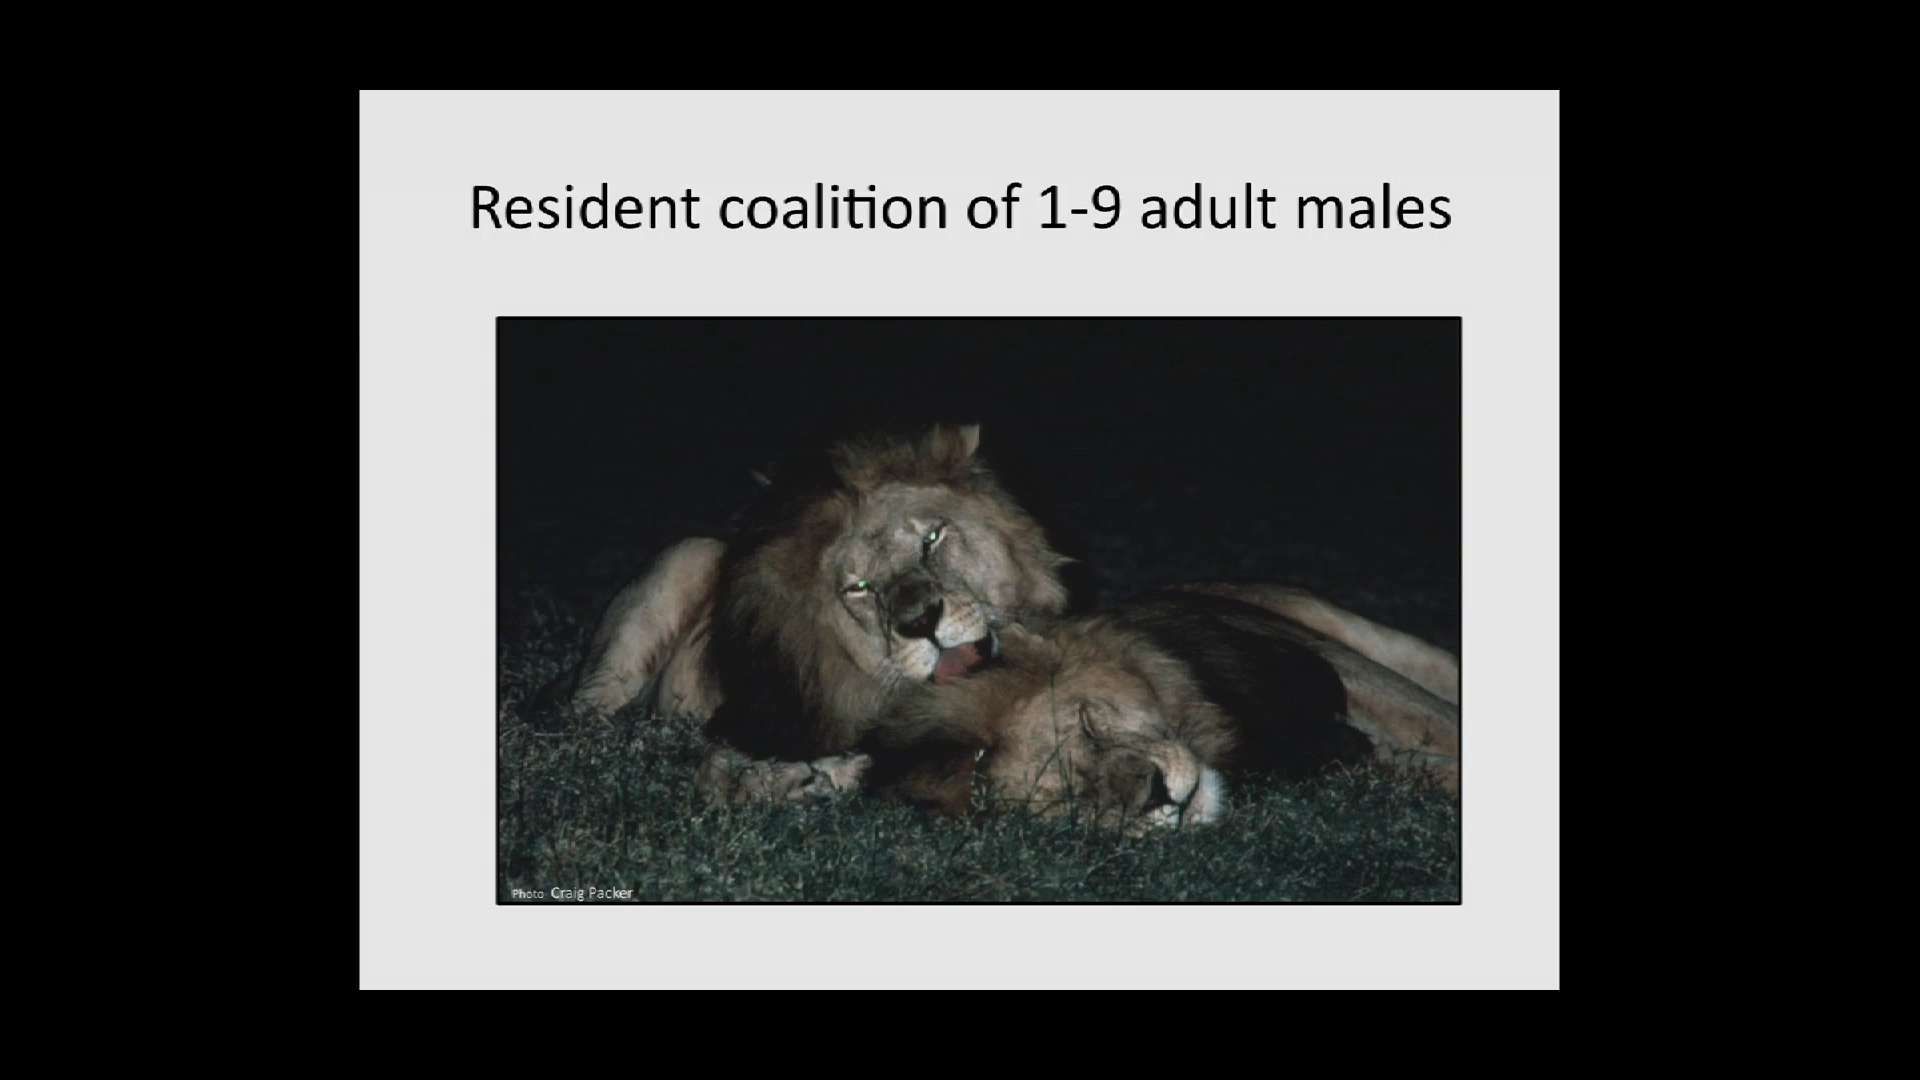 Resident coalition of 1-9 adult males
Photo Craig Packer